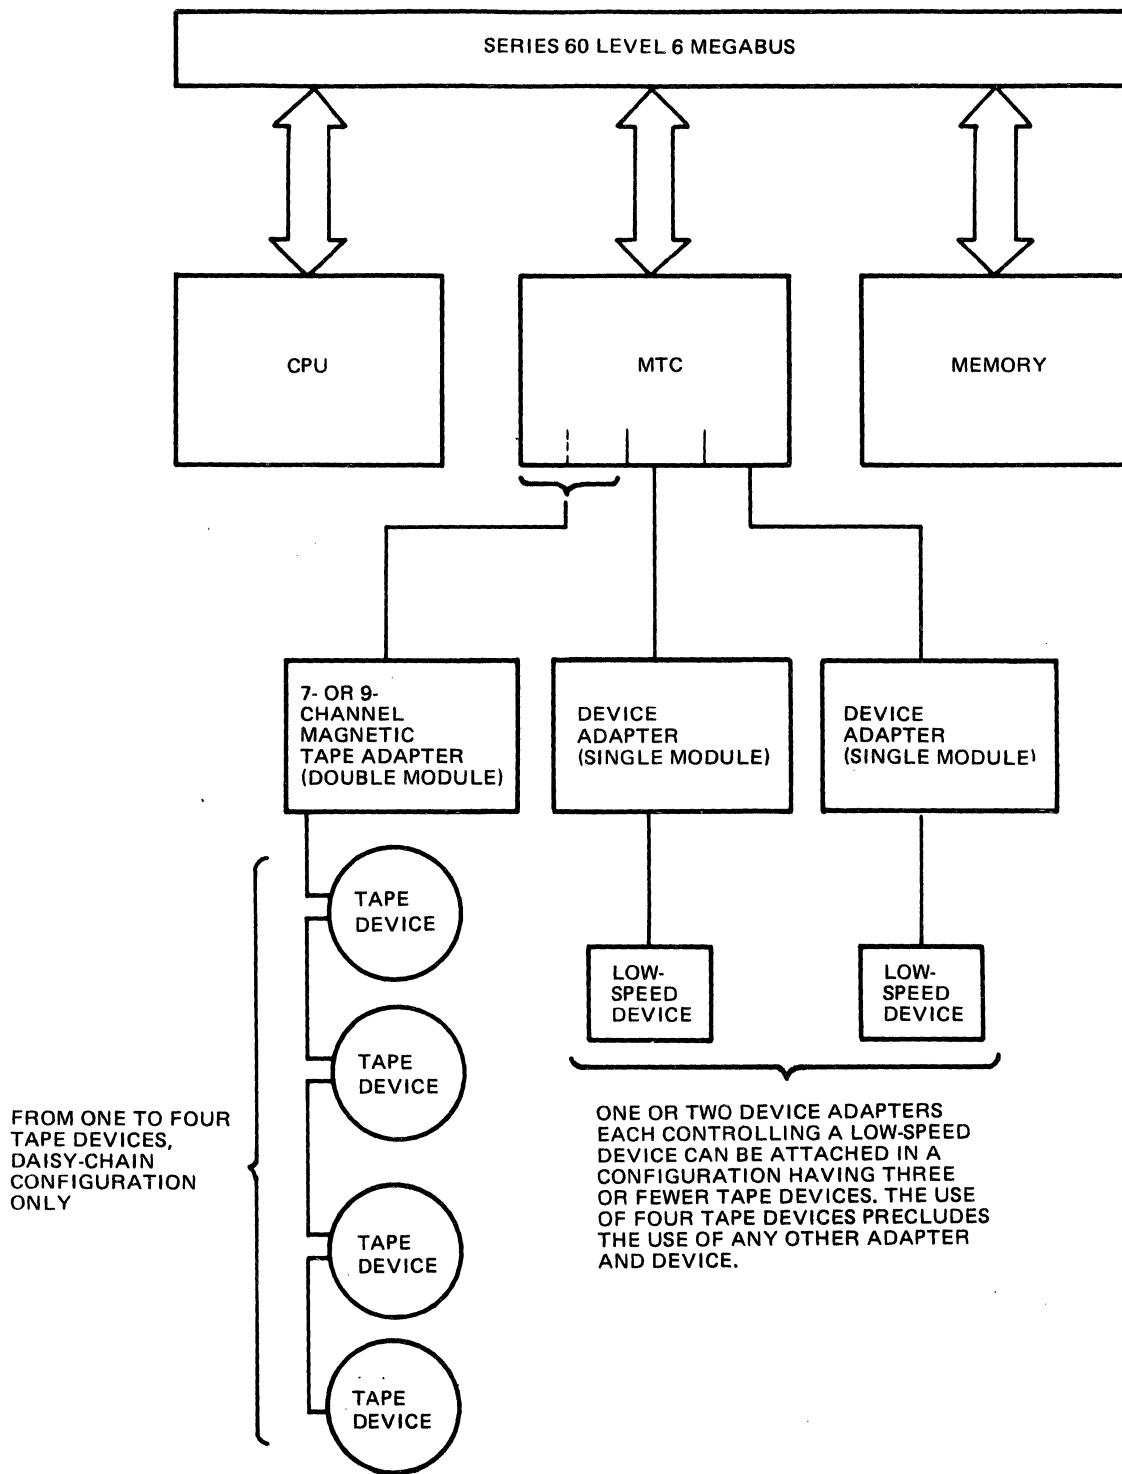 SERIES 60 LEVEL 6 MEGABUS
CPU
MTC
MEMORY
7- OR 9-
CHANNEL
MAGNETIC
TAPE ADAPTER
(DOUBLE MODULE)
DEVICE
ADAPTER
(SINGLE MODULE)
DEVICE
ADAPTER
(SINGLE MODULE)
TAPE
DEVICE
TAPE
DEVICE
TAPE
DEVICE
TAPE
DEVICE
LOW-
SPEED
DEVICE
LOW-
SPEED
DEVICE
FROM ONE TO FOUR
TAPE DEVICES,
DAISY-CHAIN
CONFIGURATION
ONLY
ONE OR TWO DEVICE ADAPTERS
EACH CONTROLLING A LOW-SPEED
DEVICE CAN BE ATTACHED IN A
CONFIGURATION HAVING THREE
OR FEWER TAPE DEVICES. THE USE
OF FOUR TAPE DEVICES PRECLUDES
THE USE OF ANY OTHER ADAPTER
AND DEVICE.